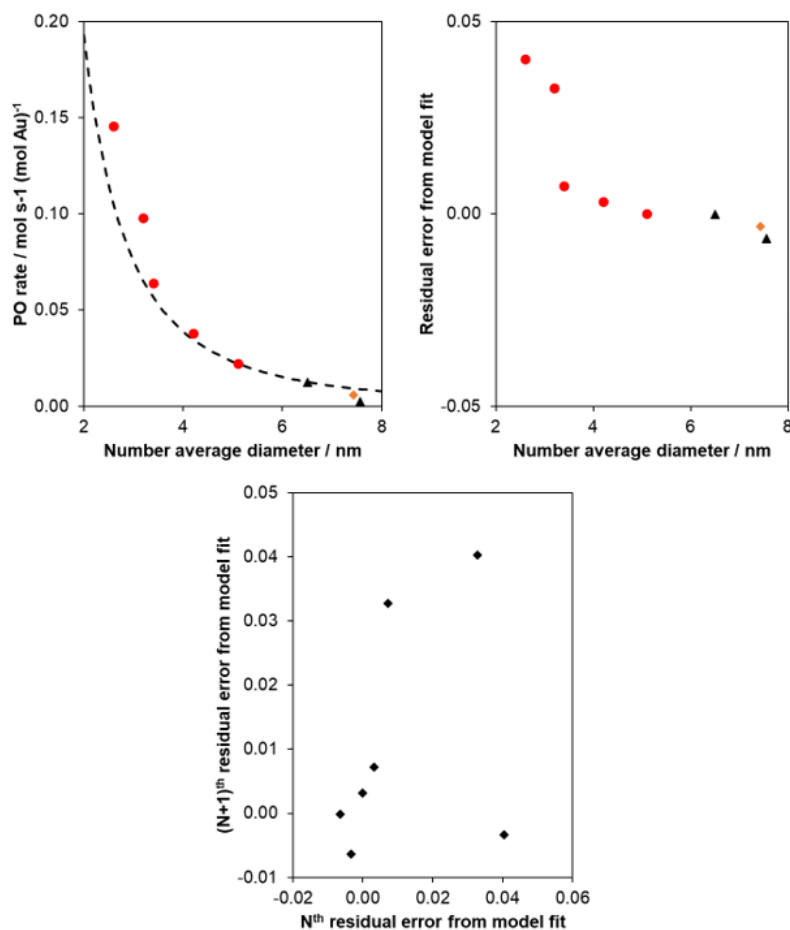 PO rate / mol s-1 (mol Au)⁻¹
0.20
0.15
0.10
0.05
0.00
2 4 6 8
Number average diameter / nm
Residual error from model fit
0.05
0.00
-0.05
2 4 6 8
Number average diameter / nm
(N+1)ᵗʰ residual error from model fit
0.05
0.04
0.03
0.02
0.01
0.00
-0.01
-0.02 0.00 0.02 0.04 0.06
Nᵗʰ residual error from model fit